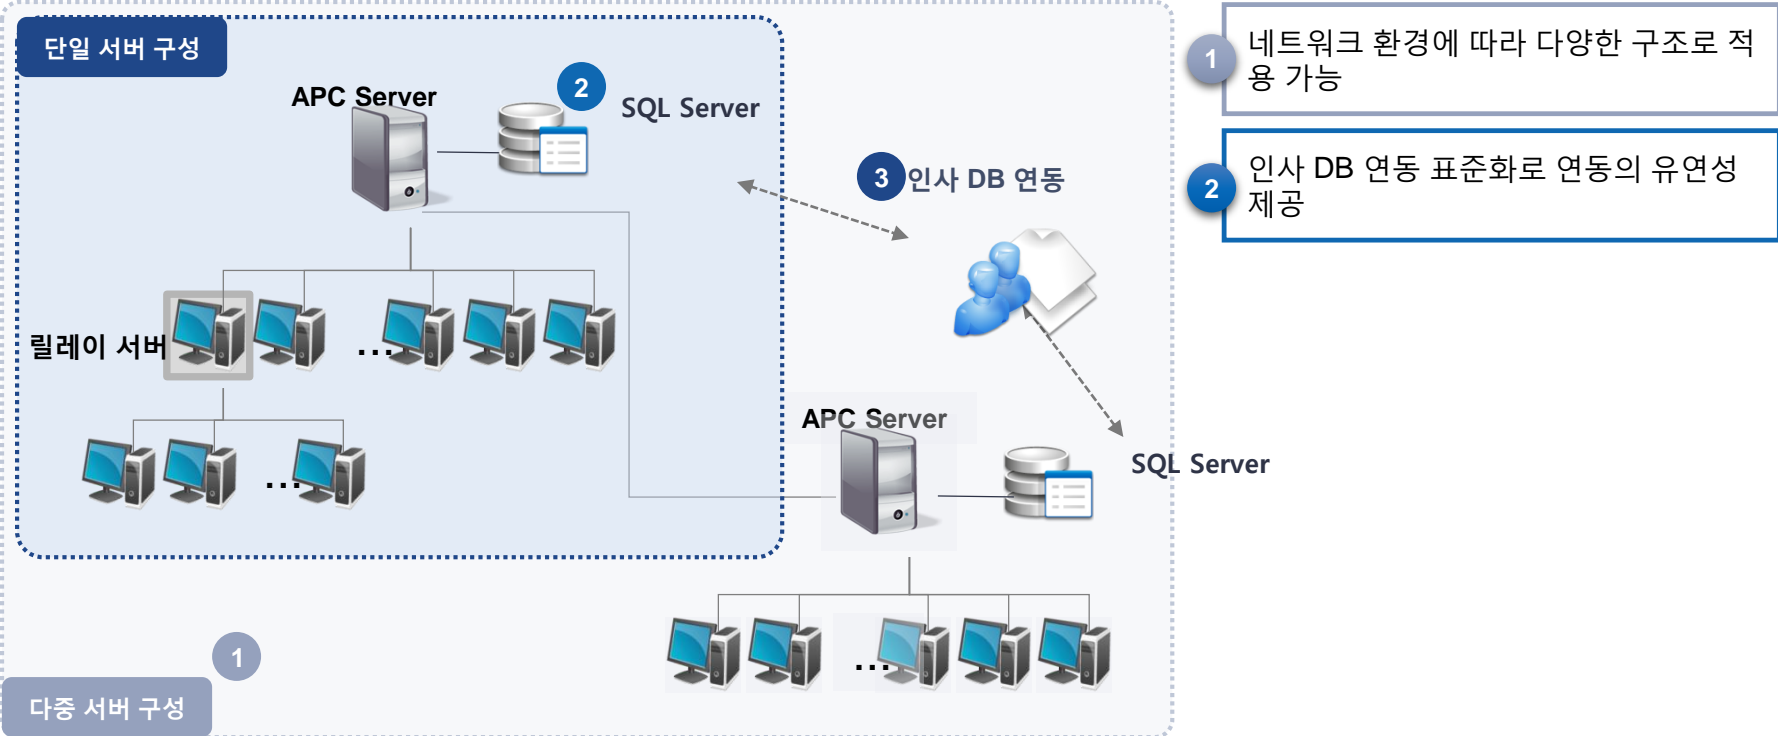 단일 서버 구성
APC Server
2
SQL Server
3
인사 DB 연동
릴레이 서버
...
...
APC Server
SQL Server
...
1
다중 서버 구성
1
네트워크 환경에 따라 다양한 구조로 적
용 가능
2
인사 DB 연동 표준화로 연동의 유연성
제공